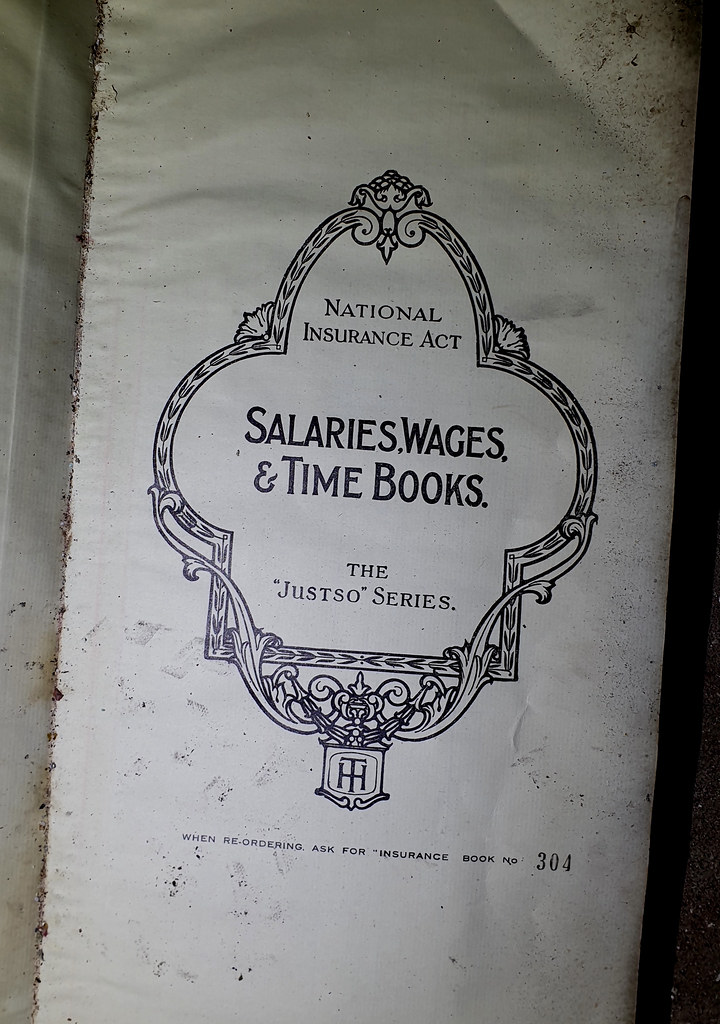 NATIONAL
INSURANCE ACT
SALARIES, WAGES,
& TIME BOOKS.
THE
"JUSTSO" SERIES.
TH
WHEN RE-ORDERING. ASK FOR "INSURANCE BOOK No 304